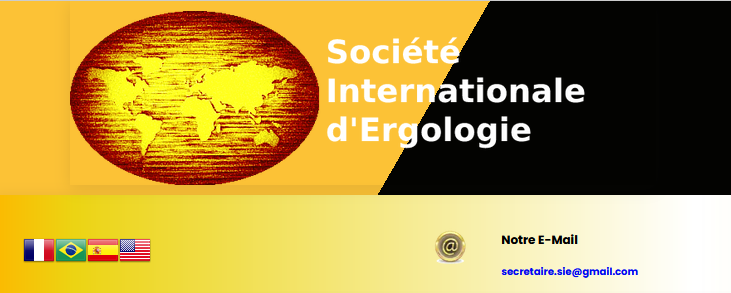 Société
Internationale
d'Ergologie
@
Notre E-Mail
secretaire.sie@gmail.com